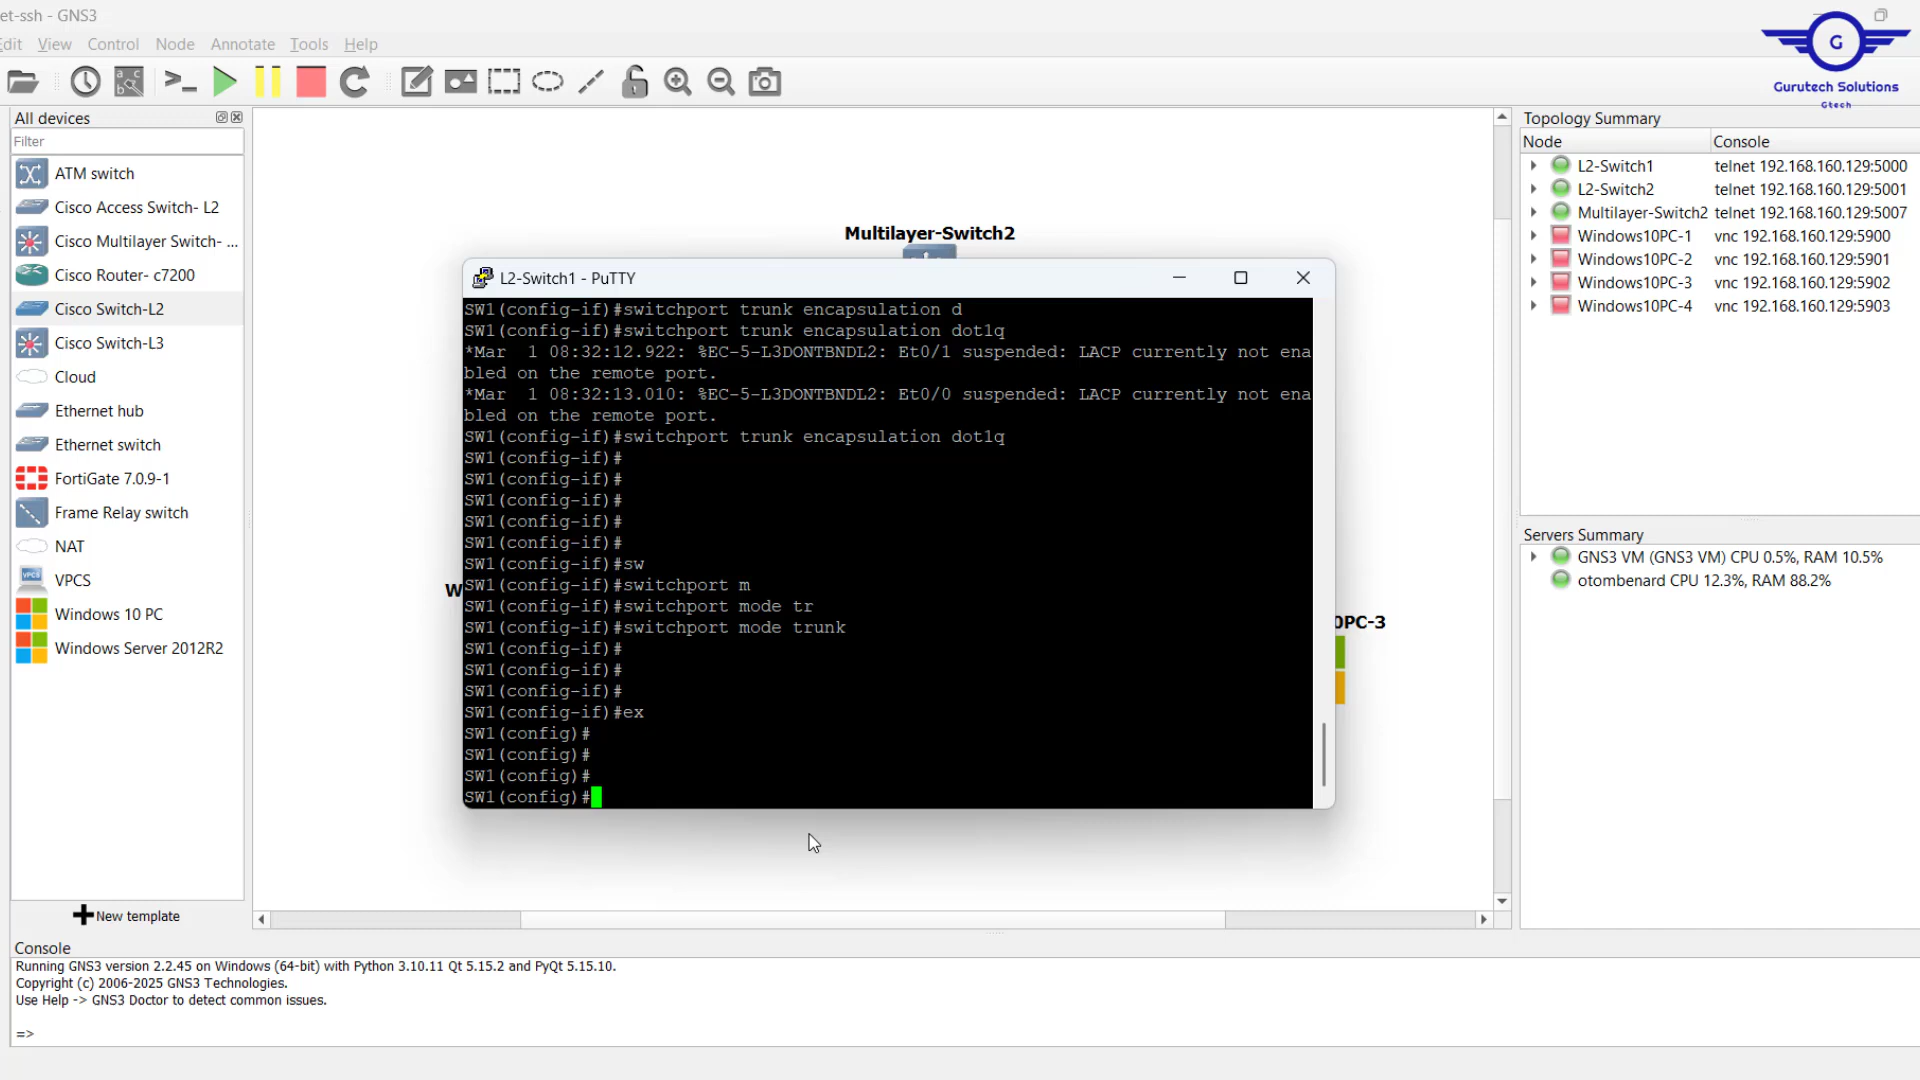 et-ssh - GNS3
Edit View Control Node Annotate Tools Help
G
Gurutech Solutions
Gtech
All devices
Filter
ATM switch
Cisco Access Switch- L2
Cisco Multilayer Switch- ...
Cisco Router- c7200
Cisco Switch-L2
Cisco Switch-L3
Cloud
Ethernet hub
Ethernet switch
FortiGate 7.0.9-1
Frame Relay switch
NAT
VPCS
Windows 10 PC
Windows Server 2012R2
New template
Multilayer-Switch2
W
0PC-3
L2-Switch1 - PuTTY
SW1(config-if)#switchport trunk encapsulation d
SW1(config-if)#switchport trunk encapsulation dot1q
*Mar  1 08:32:12.922: %EC-5-L3DONTBNDL2: Et0/1 suspended: LACP currently not ena
bled on the remote port.
*Mar  1 08:32:13.010: %EC-5-L3DONTBNDL2: Et0/0 suspended: LACP currently not ena
bled on the remote port.
SW1(config-if)#switchport trunk encapsulation dot1q
SW1(config-if)#
SW1(config-if)#
SW1(config-if)#
SW1(config-if)#
SW1(config-if)#
SW1(config-if)#sw
SW1(config-if)#switchport m
SW1(config-if)#switchport mode tr
SW1(config-if)#switchport mode trunk
SW1(config-if)#
SW1(config-if)#
SW1(config-if)#
SW1(config-if)#ex
SW1(config)#
SW1(config)#
SW1(config)#
SW1(config)#
Topology Summary
Node Console
L2-Switch1 telnet 192.168.160.129:5000
L2-Switch2 telnet 192.168.160.129:5001
Multilayer-Switch2 telnet 192.168.160.129:5007
Windows10PC-1 vnc 192.168.160.129:5900
Windows10PC-2 vnc 192.168.160.129:5901
Windows10PC-3 vnc 192.168.160.129:5902
Windows10PC-4 vnc 192.168.160.129:5903
Servers Summary
GNS3 VM (GNS3 VM) CPU 0.5%, RAM 10.5%
otombenard CPU 12.3%, RAM 88.2%
Console
Running GNS3 version 2.2.45 on Windows (64-bit) with Python 3.10.11 Qt 5.15.2 and PyQt 5.15.10.
Copyright (c) 2006-2025 GNS3 Technologies.
Use Help -> GNS3 Doctor to detect common issues.
=>